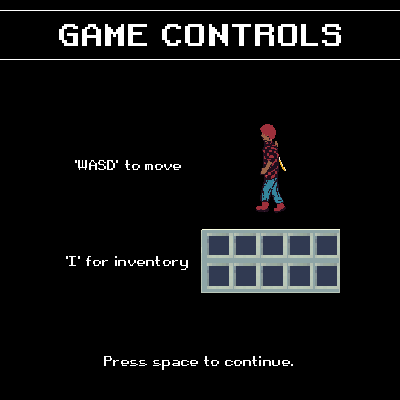 GAME CONTROLS
'WASD' to move
'I' for inventory
Press space to continue.